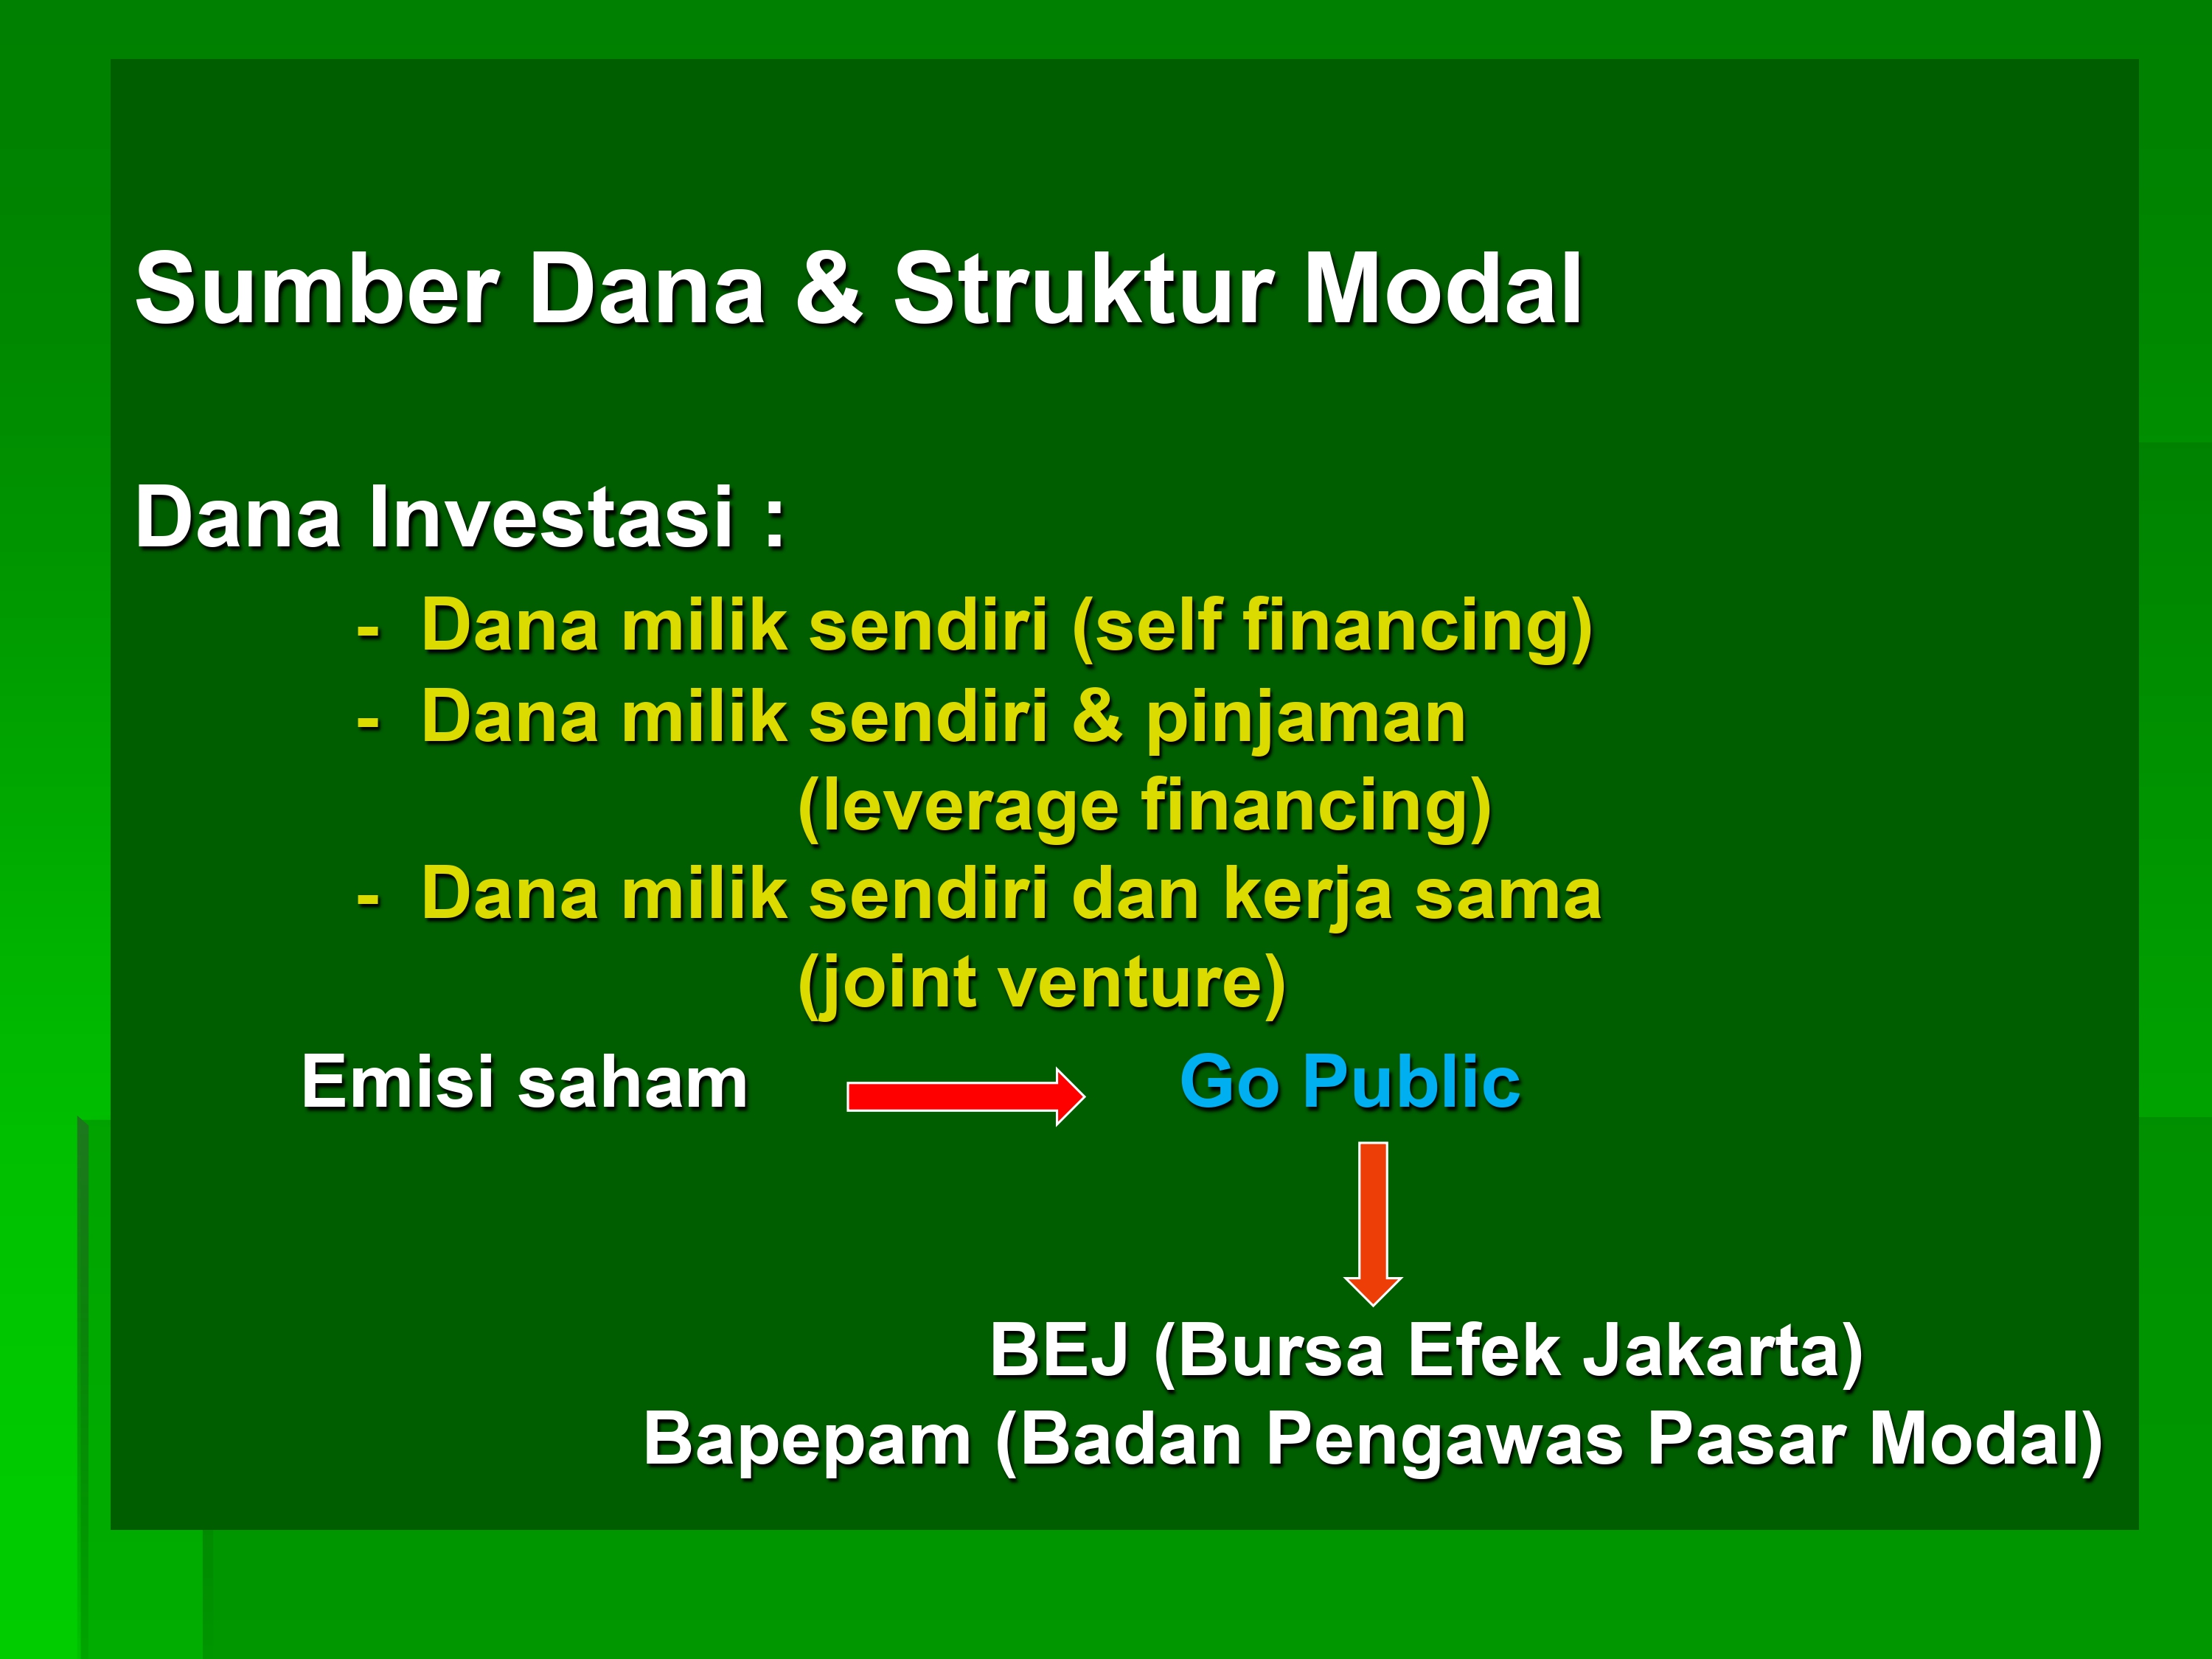 Sumber Dana & Struktur Modal
Dana Investasi :
- Dana milik sendiri (self financing)
- Dana milik sendiri & pinjaman
(leverage financing)
- Dana milik sendiri dan kerja sama
(joint venture)
Emisi saham Go Public
BEJ (Bursa Efek Jakarta)
Bapepam (Badan Pengawas Pasar Modal)